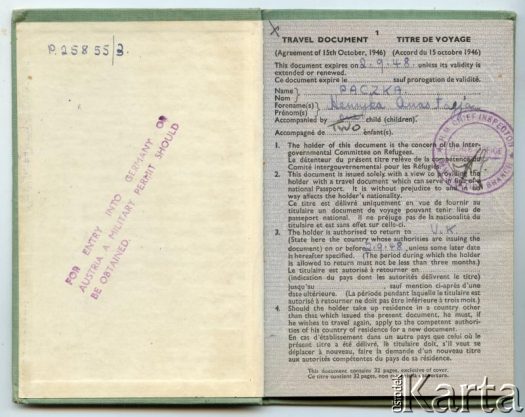 P.25855/3.
FOR ENTRY INTO GERMANY OR
AUSTRIA A MILITARY PERMIT SHOULD
BE OBTAINED.
1
TRAVEL DOCUMENT TITRE DE VOYAGE
(Agreement of 15th October, 1946) (Accord du 15 octobre 1946)
This document expires on 2.9.48. unless its validity is
extended or renewed.
Ce document expire le sauf prorogation de validité.
Name
Nom
PACZKA.
Forename(s)
Prénom(s)
Henryka
Accompanied by child (children).
TWO
Accompagné de enfant(s).
CHIEF INSPECTOR
BRANCH
1. The holder of this document is the concern of the Inter-
governmental Committee on Refugees.
Le détenteur du présent titre relève de la compétence du
Comité intergouvernemental pour les Réfugiés.
2. This document is issued solely with a view to providing the
holder with a travel document which can serve in lieu of a
national Passport. It is without prejudice to and in no
way affects the holder's nationality.
Ce titre est délivré uniquement en vue de fournir au
titulaire un document de voyage pouvant tenir lieu de
passeport national. Il ne préjuge pas de la nationalité
du titulaire et est sans effet sur celle-ci.
3. The holder is authorised to return to U.K.
(State here the country whose authorities are issuing the
document) on or before 2.9.48, unless some later date
is hereafter specified. (The period during which the holder
is allowed to return must not be less than three months.)
Le titulaire est autorisé à retourner en
(indication du pays dont les autorités délivrent le titre)
jusqu'au sauf mention ci-après d'une
date ultérieure. (La période pendant laquelle le titulaire est
autorisé à retourner ne doit pas être inférieure à trois mois.)
4. Should the holder take up residence in a country other
than that which issued the present document, he must, if
he wishes to travel again, apply to the competent authori-
ties of his country of residence for a new document.
En cas d'établissement dans un autre pays que celui où le
présent titre a été délivré, le titulaire doit, s'il veut se
déplacer à nouveau, faire la demande d'un nouveau titre
aux autorités compétentes du pays de sa résidence.
This document contains 32 pages, exclusive of cover.
Ce titre contient 32 pages, non
Ośrodek
Karta